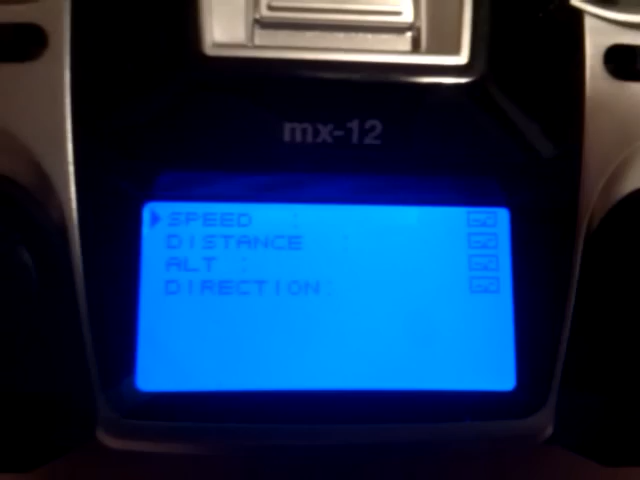 mx-12
SPEED :
DISTANCE :
ALT :
DIRECTION: